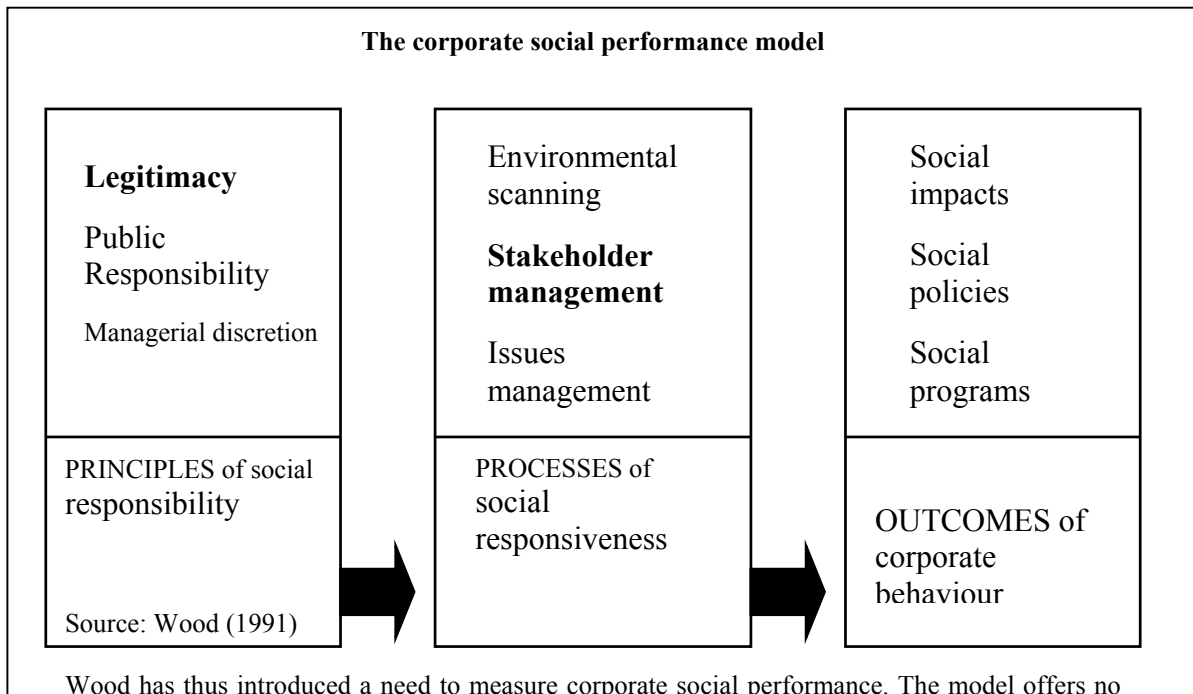 The corporate social performance model
Legitimacy
Public
Responsibility
Managerial discretion
PRINCIPLES of social
responsibility
Source: Wood (1991)
Environmental
scanning
Stakeholder
management
Issues
management
PROCESSES of
social
responsiveness
Social
impacts
Social
policies
Social
programs
OUTCOMES of
corporate
behaviour
Wood has thus introduced a need to measure corporate social performance. The model offers no